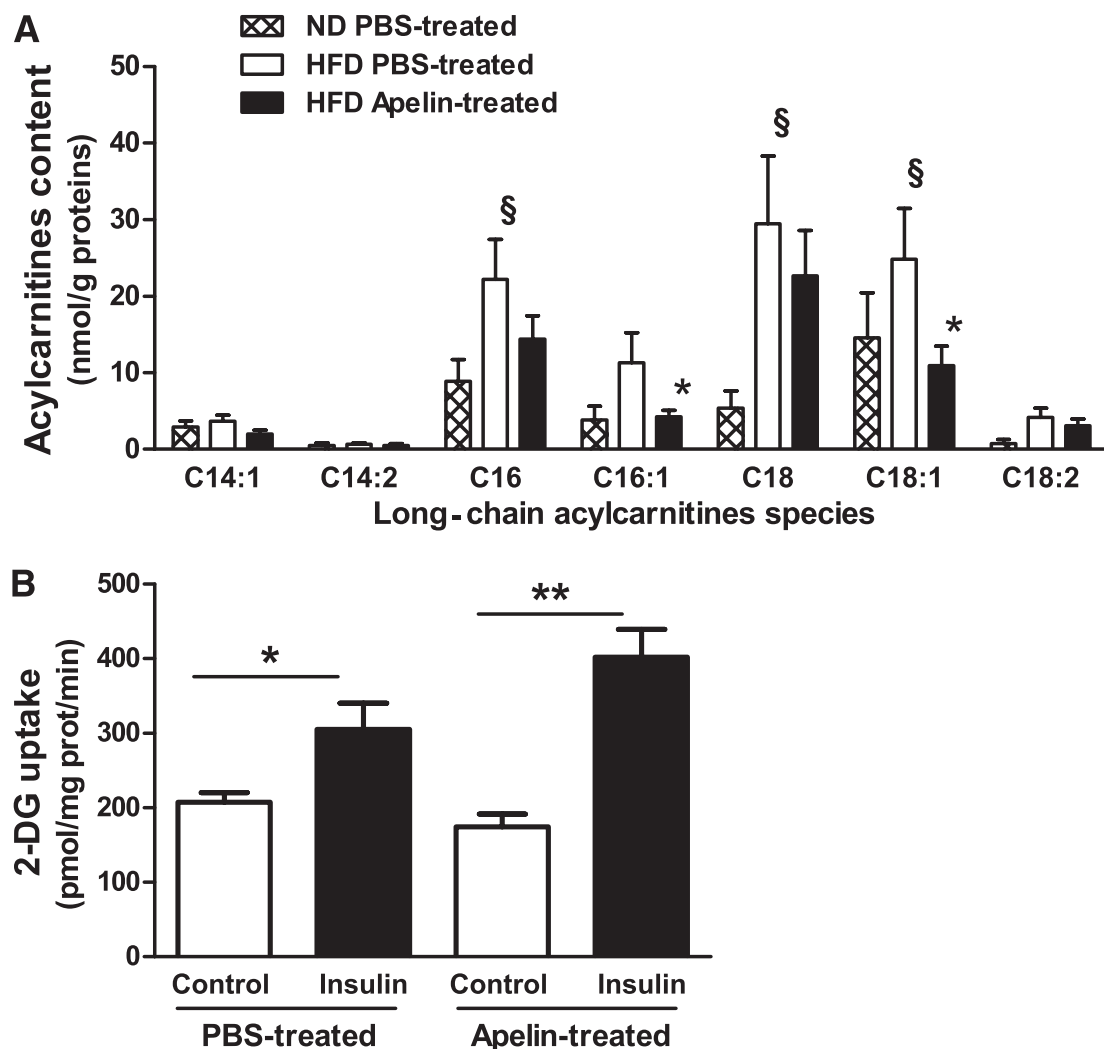 A
ND PBS-treated
HFD PBS-treated
HFD Apelin-treated
Acylcarnitines content
(nmol/g proteins)
50
40
30
20
10
0
§
*
§
§
*
C14:1 C14:2 C16 C16:1 C18 C18:1 C18:2
Long-chain acylcarnitines species
B
2-DG uptake
(pmol/mg prot/min)
500
400
300
200
100
0
*
**
Control Insulin Control Insulin
PBS-treated Apelin-treated